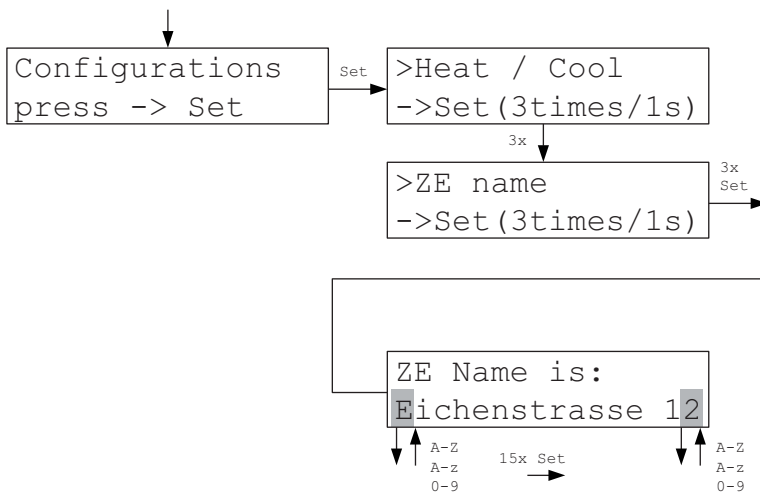 Configurations
press -> Set
Set
>Heat / Cool
->Set(3times/1s)
3x
>ZE name
->Set(3times/1s)
3x
Set
ZE Name is:
Eichenstrasse 12
A-Z
A-z
0-9
15x Set
A-Z
A-z
0-9